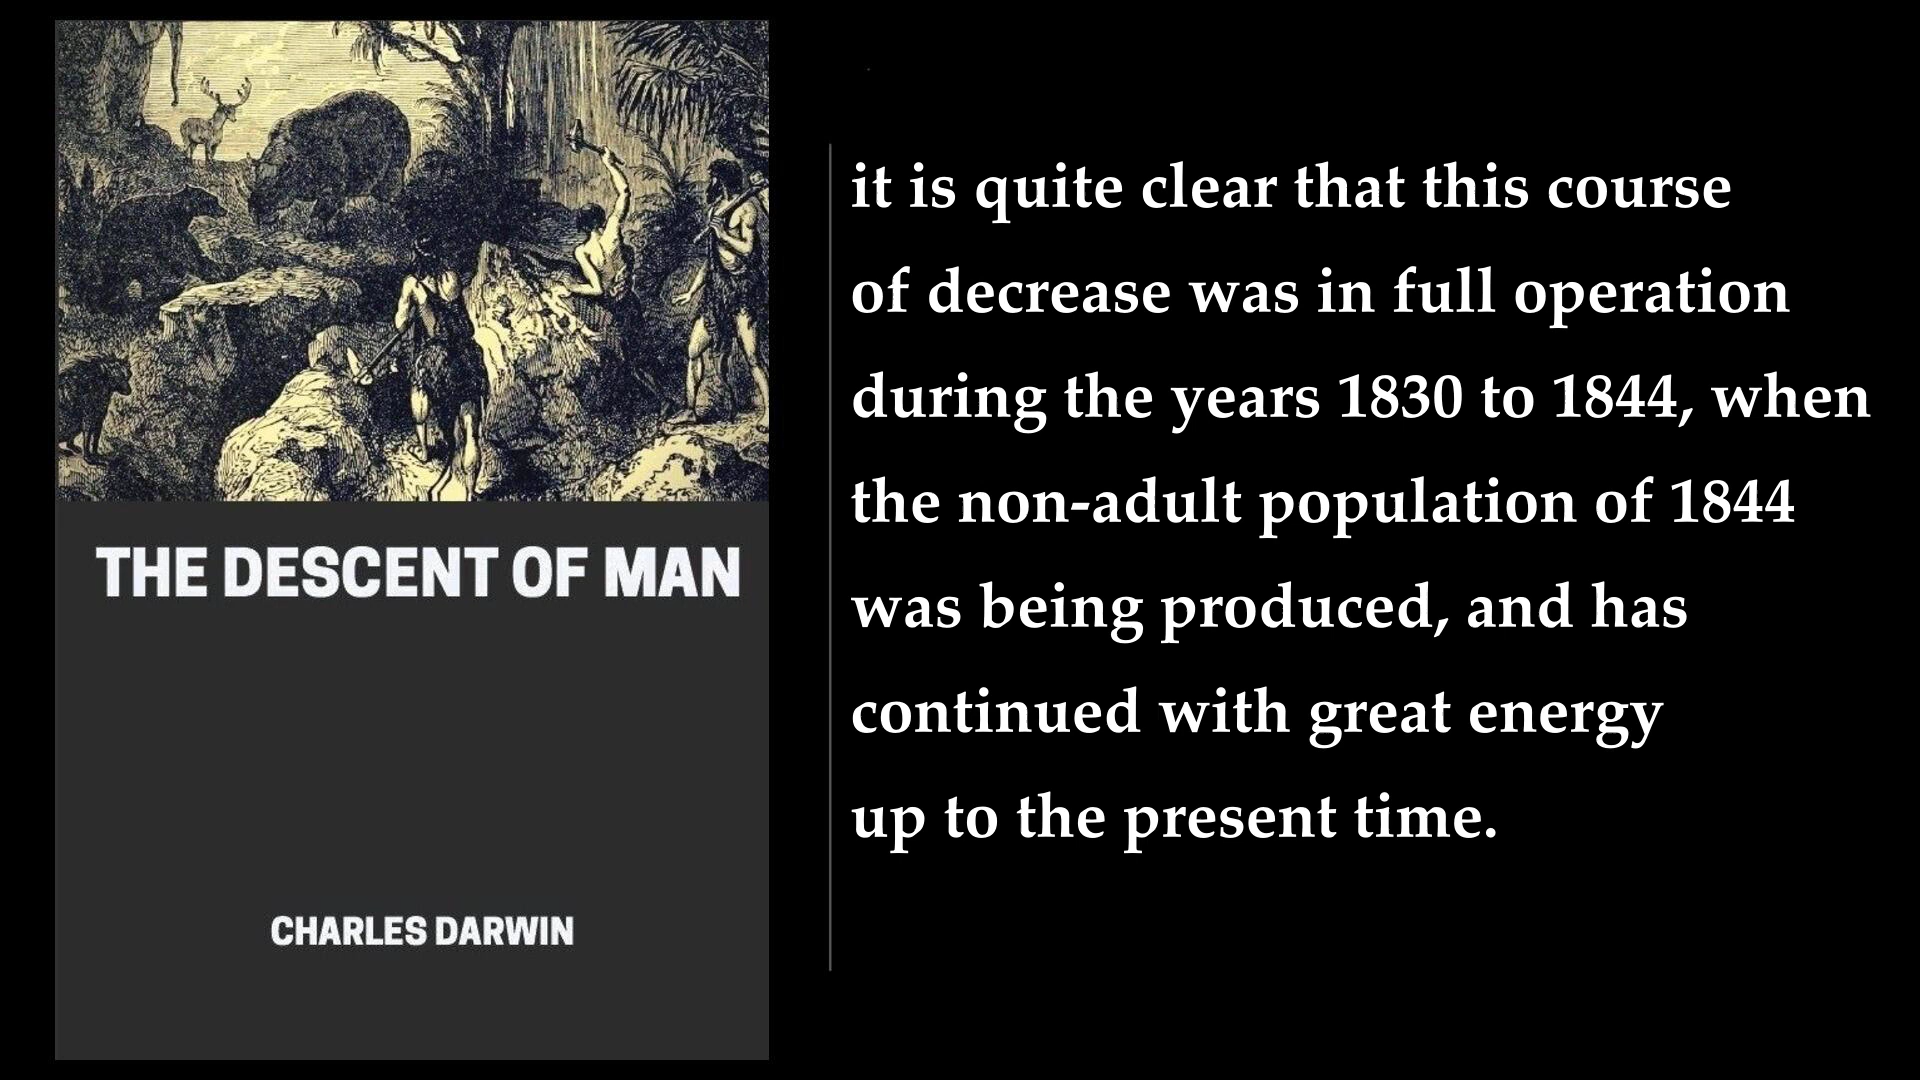 THE DESCENT OF MAN
CHARLES DARWIN
it is quite clear that this course
of decrease was in full operation
during the years 1830 to 1844, when
the non-adult population of 1844
was being produced, and has
continued with great energy
up to the present time.